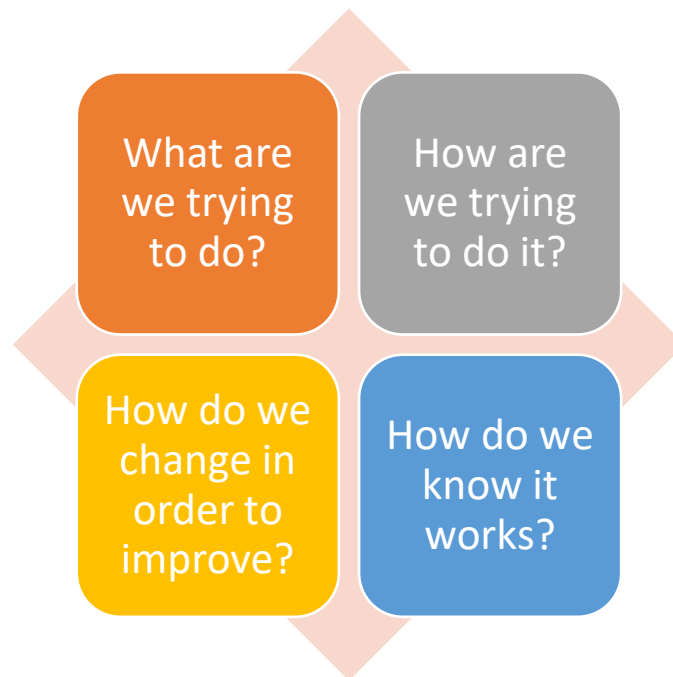 What are
we trying
to do?
How are
we trying
to do it?
How do we
change in
order to
improve?
How do we
know it
works?